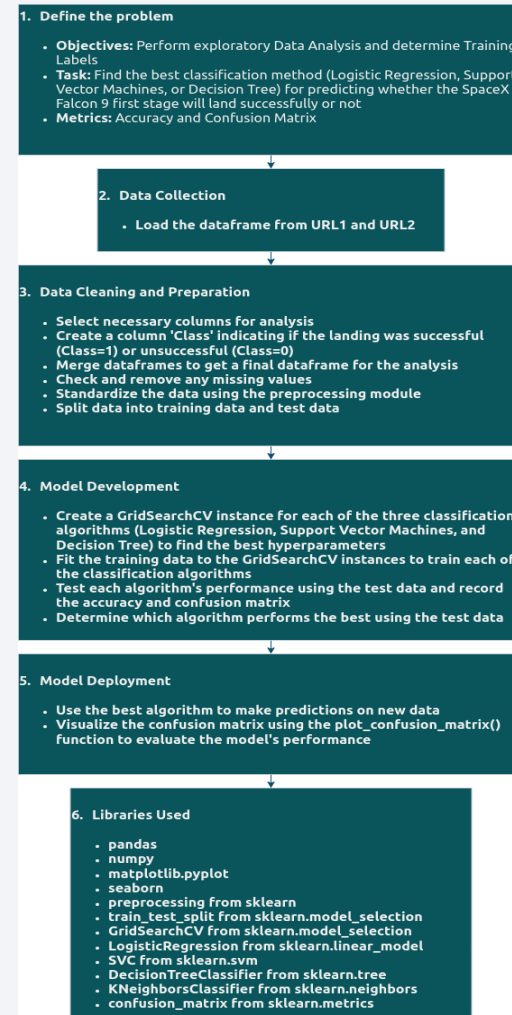 1. Define the problem
• Objectives: Perform exploratory Data Analysis and determine Training
Labels
• Task: Find the best classification method (Logistic Regression, Support
Vector Machines, or Decision Tree) for predicting whether the SpaceX
Falcon 9 first stage will land successfully or not
• Metrics: Accuracy and Confusion Matrix
2. Data Collection
• Load the dataframe from URL1 and URL2
3. Data Cleaning and Preparation
• Select necessary columns for analysis
• Create a column 'Class' indicating if the landing was successful
(Class=1) or unsuccessful (Class=0)
• Merge dataframes to get a final dataframe for the analysis
• Check and remove any missing values
• Standardize the data using the preprocessing module
• Split data into training data and test data
4. Model Development
• Create a GridSearchCV instance for each of the three classification
algorithms (Logistic Regression, Support Vector Machines, and
Decision Tree) to find the best hyperparameters
• Fit the training data to the GridSearchCV instances to train each of
the classification algorithms
• Test each algorithm's performance using the test data and record
the accuracy and confusion matrix
• Determine which algorithm performs the best using the test data
5. Model Deployment
• Use the best algorithm to make predictions on new data
• Visualize the confusion matrix using the plot_confusion_matrix()
function to evaluate the model's performance
6. Libraries Used
• pandas
• numpy
• matplotlib.pyplot
• seaborn
• preprocessing from sklearn
• train_test_split from sklearn.model_selection
• GridSearchCV from sklearn.model_selection
• LogisticRegression from sklearn.linear_model
• SVC from sklearn.svm
• DecisionTreeClassifier from sklearn.tree
• KNeighborsClassifier from sklearn.neighbors
• confusion_matrix from sklearn.metrics